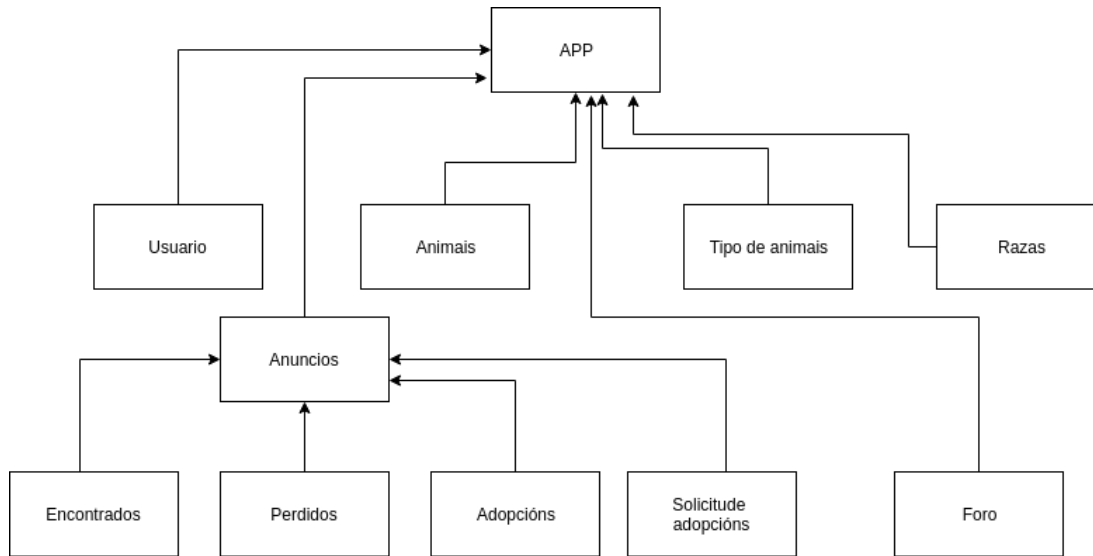 APP
Usuario
Animais
Tipo de animais
Razas
Anuncios
Encontrados
Perdidos
Adopcións
Solicitude
adopcións
Foro